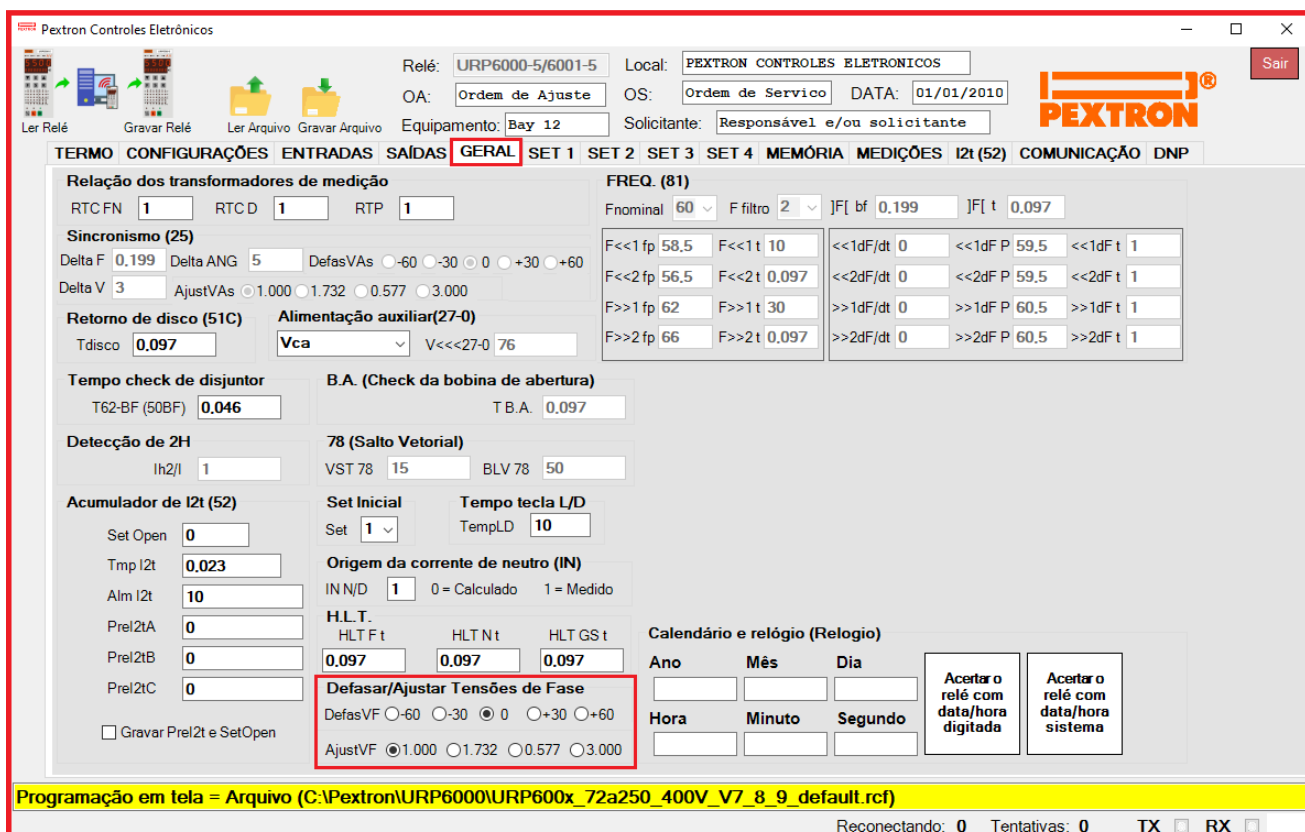 Pextron Controles Eletrônicos
Relé: URP6000-5/6001-5 Local: PEXTRON CONTROLES ELETRONICOS Sair
OA: Ordem de Ajuste OS: Ordem de Servico DATA: 01/01/2010
Equipamento: Bay 12 Solicitante: Responsável e/ou solicitante
PEXTRON®
Ler Relé Gravar Relé Ler Arquivo Gravar Arquivo
TERMO CONFIGURAÇÕES ENTRADAS SAÍDAS GERAL SET 1 SET 2 SET 3 SET 4 MEMÓRIA MEDIÇÕES I2t (52) COMUNICAÇÃO DNP
Relação dos transformadores de medição
RTC FN 1 RTC D 1 RTP 1
Sincronismo (25)
Delta F 0,199 Delta ANG 5 DefasVAs -60 -30 0 +30 +60
Delta V 3 AjustVAs 1.000 1.732 0.577 3.000
Retorno de disco (51C)
Tdisco 0,097
Alimentação auxiliar(27-0)
Vca V<<<27-0 76
FREQ. (81)
Fnominal 60 F filtro 2 ]F[ bf 0,199 ]F[ t 0,097
F<<1 fp 58,5 F<<1 t 10 <<1dF/dt 0 <<1dF P 59,5 <<1dF t 1
F<<2 fp 56,5 F<<2 t 0,097 <<2dF/dt 0 <<2dF P 59,5 <<2dF t 1
F>>1 fp 62 F>>1 t 30 >>1dF/dt 0 >>1dF P 60,5 >>1dF t 1
F>>2 fp 66 F>>2 t 0,097 >>2dF/dt 0 >>2dF P 60,5 >>2dF t 1
Tempo check de disjuntor
T62-BF (50BF) 0,046
B.A. (Check da bobina de abertura)
T B.A. 0,097
Detecção de 2H
Ih2/I 1
78 (Salto Vetorial)
VST 78 15 BLV 78 50
Acumulador de I2t (52)
Set Open 0
Tmp I2t 0,023
Alm I2t 10
PreI2tA 0
PreI2tB 0
PreI2tC 0
Gravar PreI2t e SetOpen
Set Inicial
Set 1
Tempo tecla L/D
TempLD 10
Origem da corrente de neutro (IN)
IN N/D 1 0 = Calculado 1 = Medido
H.L.T.
HLT F t HLT N t HLT GS t
0,097 0,097 0,097
Defasar/Ajustar Tensões de Fase
DefasVF -60 -30 0 +30 +60
AjustVF 1.000 1.732 0.577 3.000
Calendário e relógio (Relogio)
Ano Mês Dia
Hora Minuto Segundo
Acertar o
relé com
data/hora
digitada
Acertar o
relé com
data/hora
sistema
Programação em tela = Arquivo (C:\Pextron\URP6000\URP600x_72a250_400V_V7_8_9_default.rcf)
Reconectando: 0 Tentativas: 0 TX RX